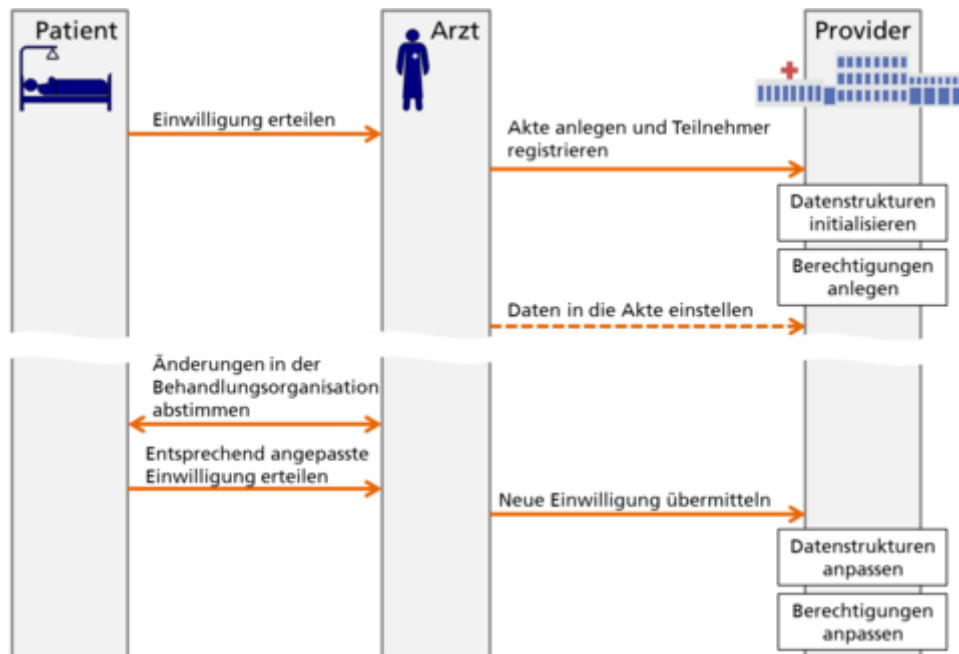 Patient
Arzt
Provider
Einwilligung erteilen
Akte anlegen und Teilnehmer
registrieren
Datenstrukturen
initialisieren
Berechtigungen
anlegen
Daten in die Akte einstellen
Änderungen in der
Behandlungsorganisation
abstimmen
Entsprechend angepasste
Einwilligung erteilen
Neue Einwilligung übermitteln
Datenstrukturen
anpassen
Berechtigungen
anpassen